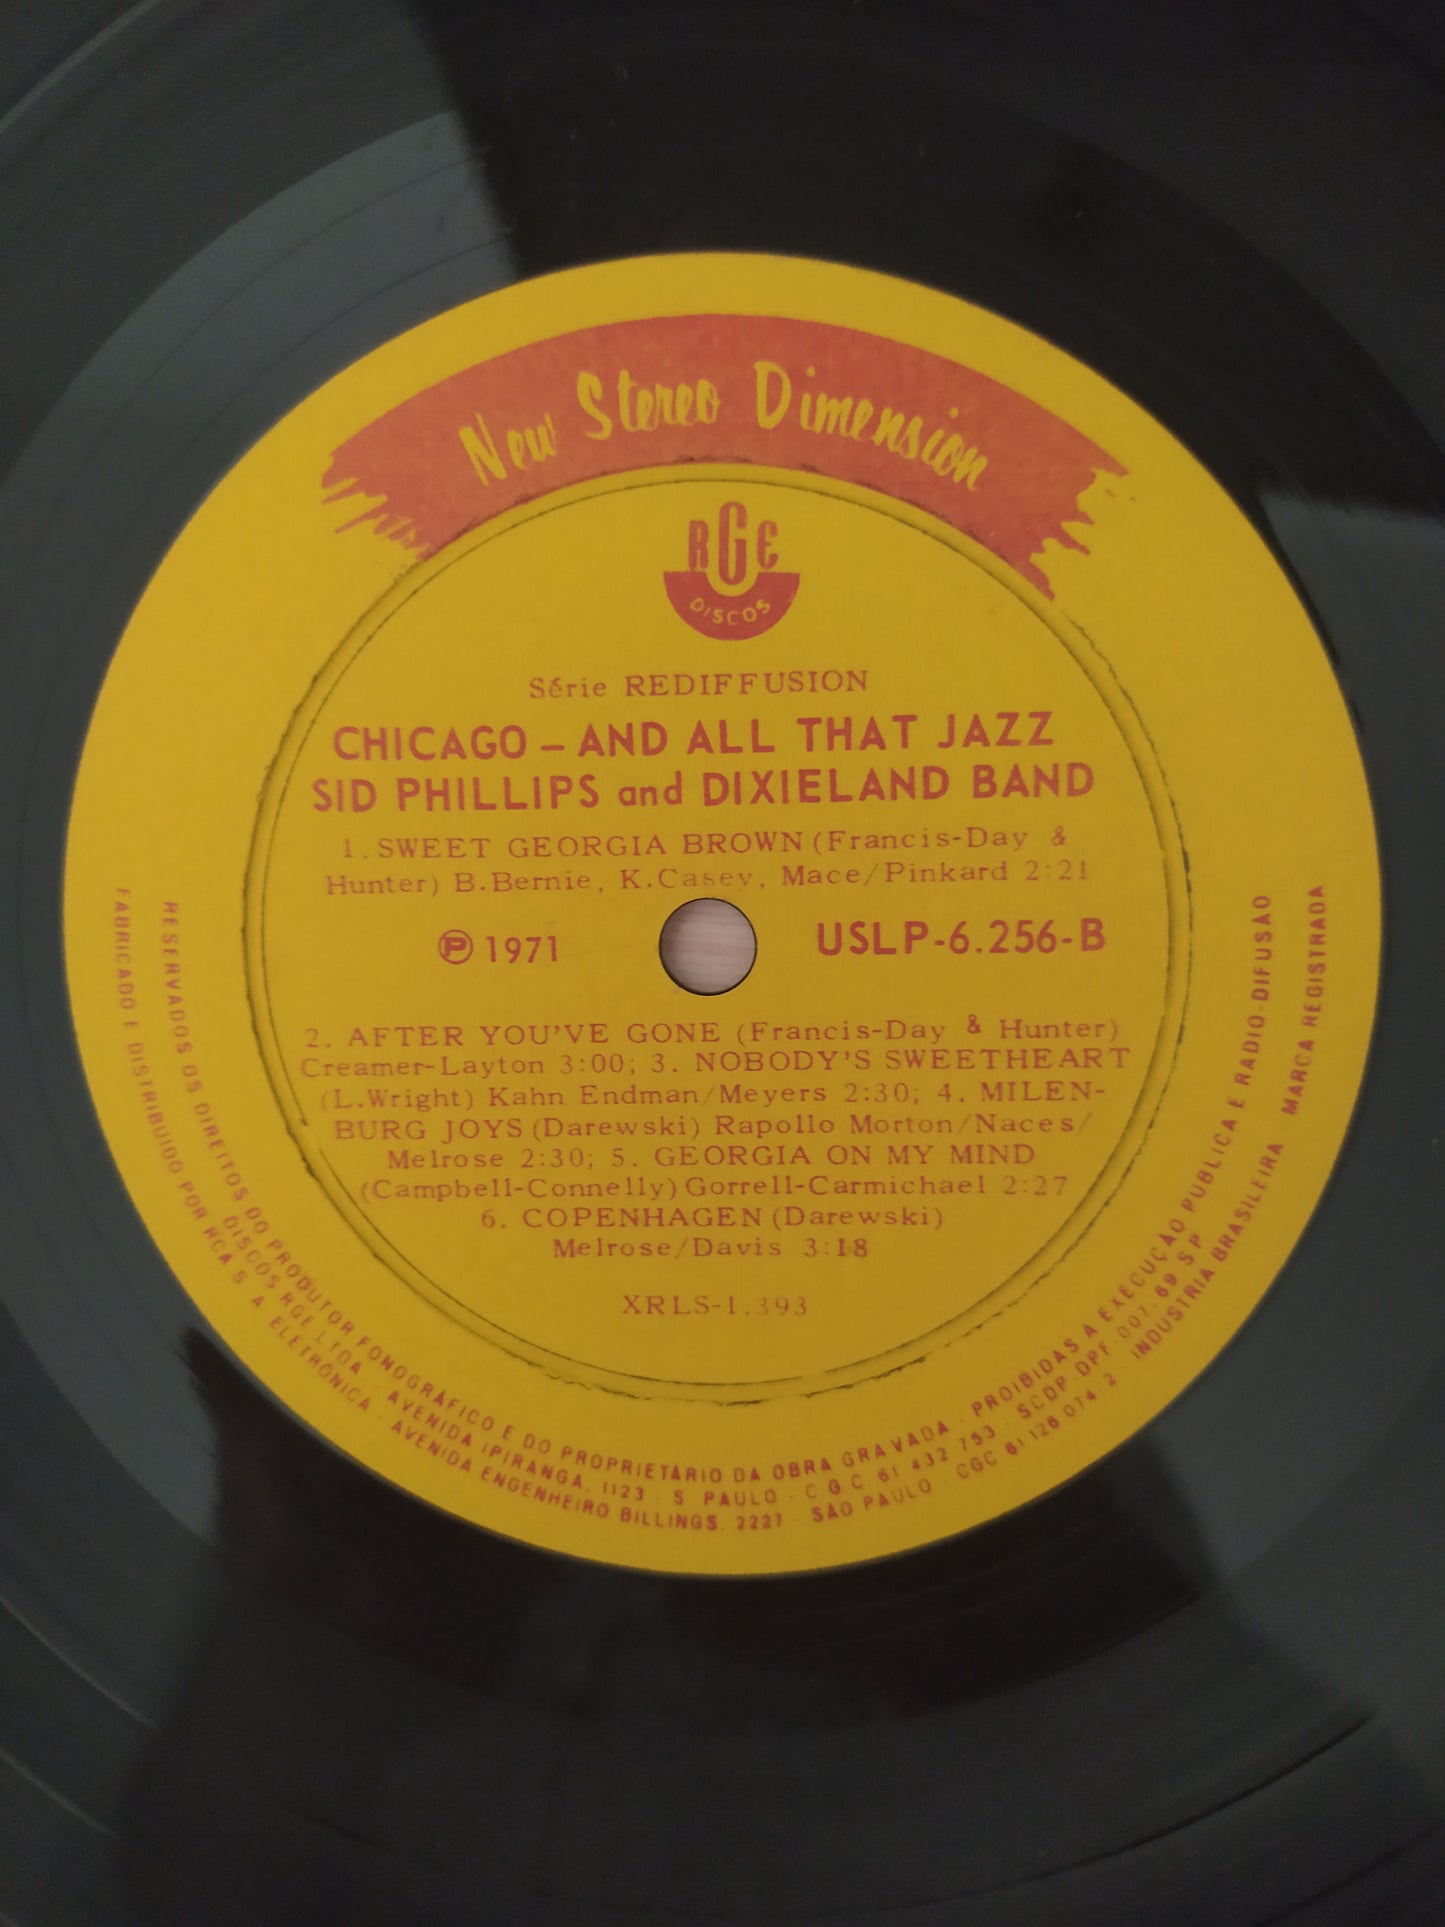 New Stereo Dimension
RGE
DISCOS
Série REDIFFUSION
CHICAGO – AND ALL THAT JAZZ
SID PHILLIPS and DIXIELAND BAND
1. SWEET GEORGIA BROWN (Francis-Day &
Hunter) B.Bernie, K.Casey, Mace/Pinkard 2:21
Ⓟ 1971
USLP-6.256-B
2. AFTER YOU'VE GONE (Francis-Day & Hunter)
Creamer-Layton 3:00; 3. NOBODY'S SWEETHEART
(L.Wright) Kahn Endman/Meyers 2:30; 4. MILEN-
BURG JOYS (Darewski) Rapollo Morton/Naces/
Melrose 2:30; 5. GEORGIA ON MY MIND
(Campbell-Connelly) Gorrell-Carmichael 2:27
6. COPENHAGEN (Darewski)
Melrose/Davis 3:18
XRLS-1.393
RESERVADOS OS DIREITOS DO PRODUTOR FONOGRÁFICO E DO PROPRIETÁRIO DA OBRA GRAVADA · PROIBIDAS A EXECUÇÃO PUBLICA E RADIO-DIFUSÃO
DISCOS RGE LTDA · AVENIDA IPIRANGA, 1123 · S PAULO · C G C 61 432 753 · SCDP-DPF-007/69 S P
FABRICADO E DISTRIBUIDO POR RCA S A ELETRÔNICA · AVENIDA ENGENHEIRO BILLINGS, 2227 · SÃO PAULO · CGC 61 126 074/2 · INDUSTRIA BRASILEIRA · MARCA REGISTRADA